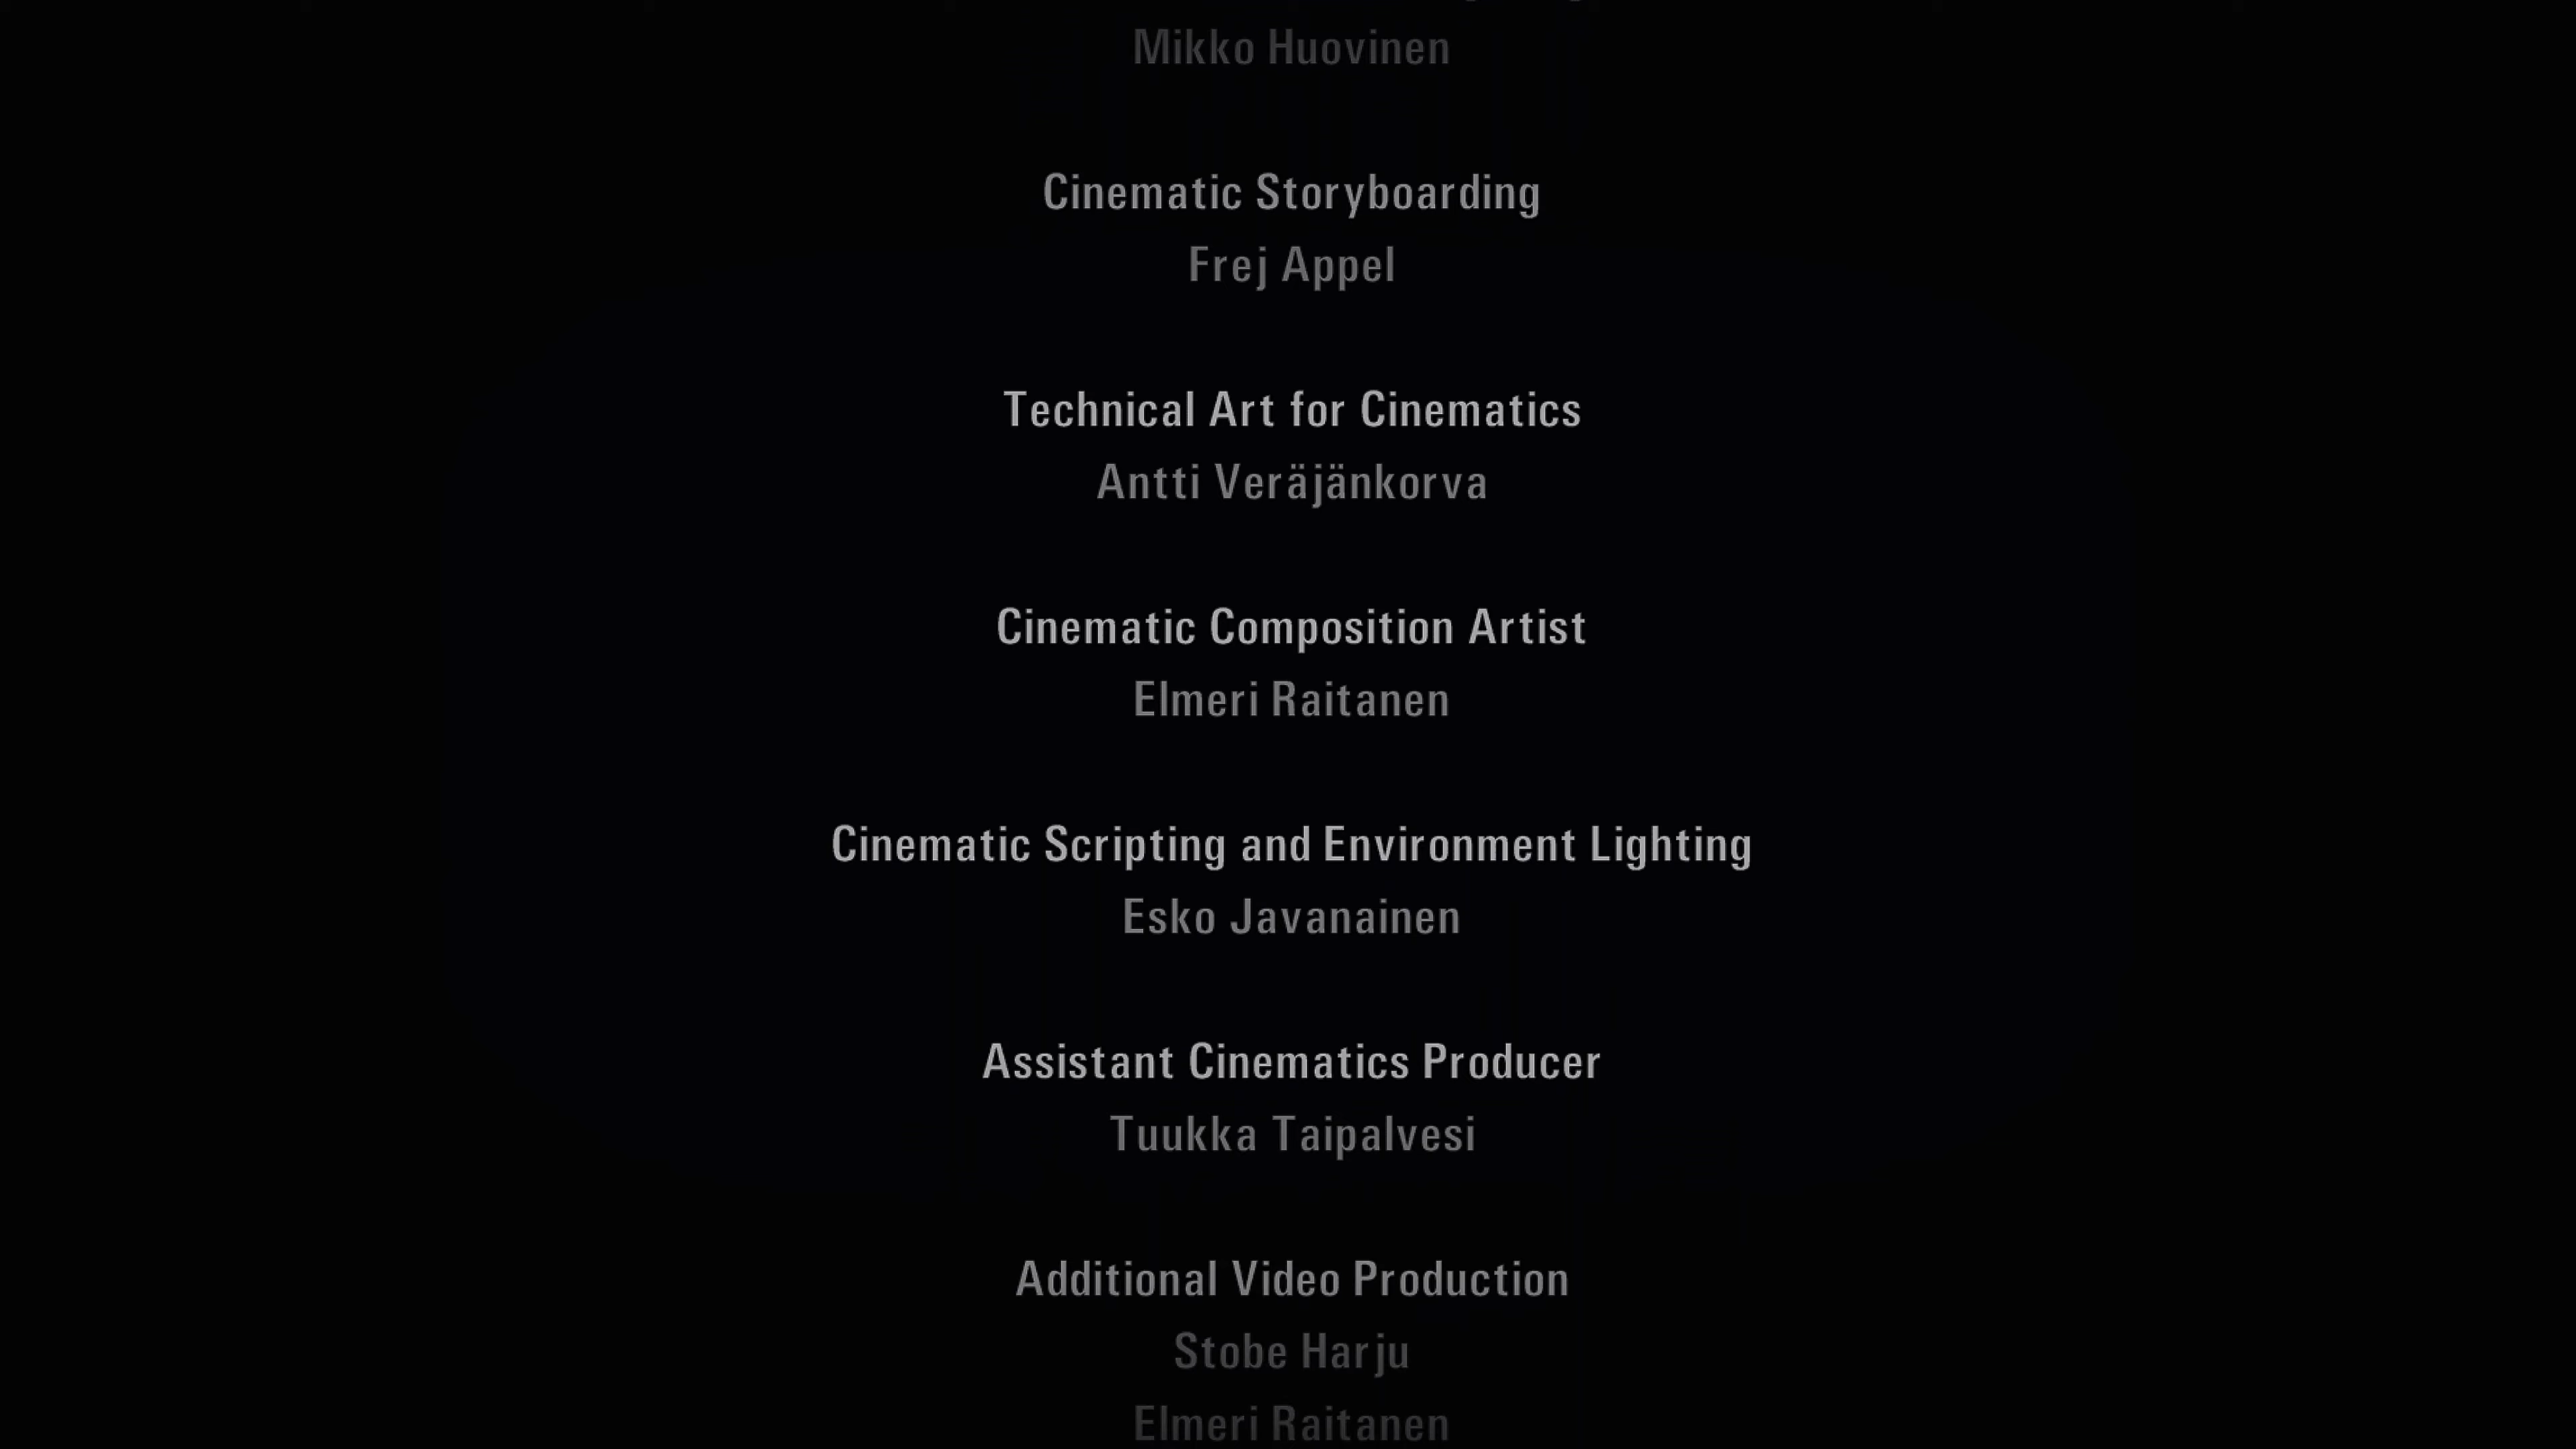 Mikko Huovinen
Cinematic Storyboarding
Frej Appel
Technical Art for Cinematics
Antti Veräjänkorva
Cinematic Composition Artist
Elmeri Raitanen
Cinematic Scripting and Environment Lighting
Esko Javanainen
Assistant Cinematics Producer
Tuukka Taipalvesi
Additional Video Production
Stobe Harju
Elmeri Raitanen